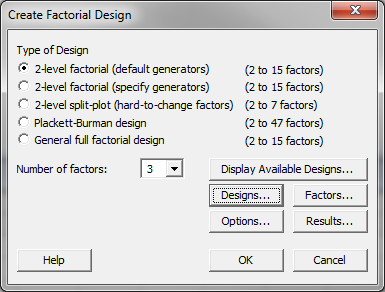 Create Factorial Design
Type of Design
2-level factorial (default generators) (2 to 15 factors)
2-level factorial (specify generators) (2 to 15 factors)
2-level split-plot (hard-to-change factors) (2 to 7 factors)
Plackett-Burman design (2 to 47 factors)
General full factorial design (2 to 15 factors)
Number of factors: 3 Display Available Designs...
Designs... Factors...
Options... Results...
Help OK Cancel